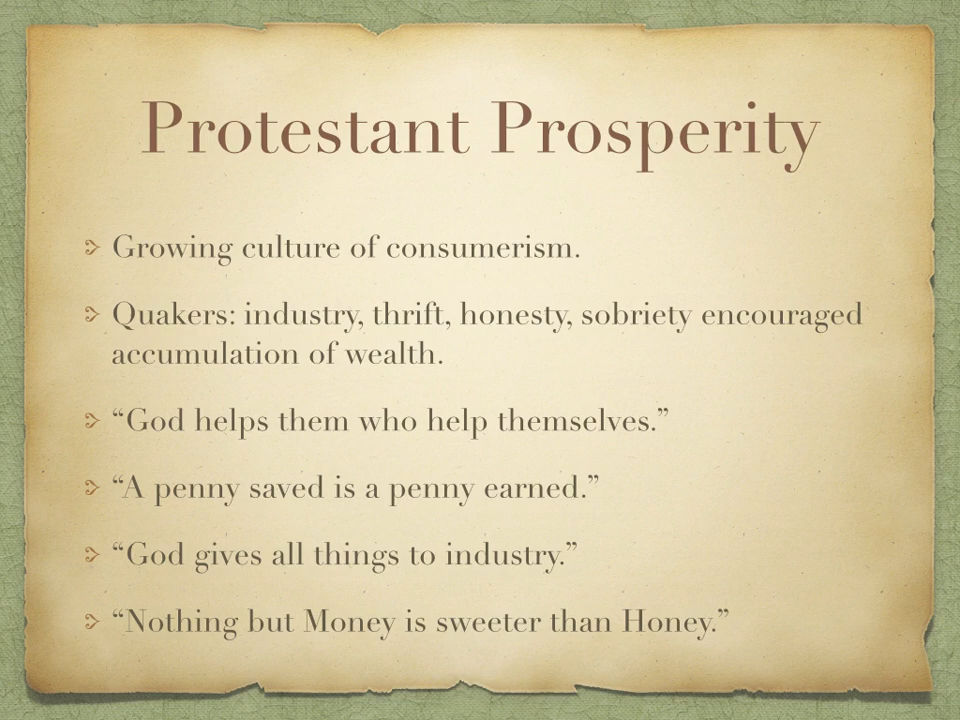 Protestant Prosperity
Growing culture of consumerism.
Quakers: industry, thrift, honesty, sobriety encouraged
accumulation of wealth.
“God helps them who help themselves.”
“A penny saved is a penny earned.”
“God gives all things to industry.”
“Nothing but Money is sweeter than Honey.”